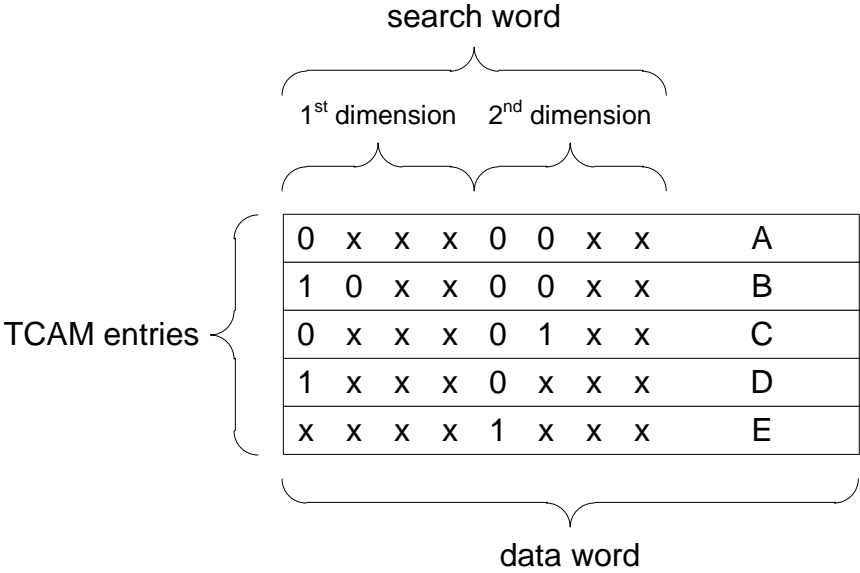 search word
1st dimension 2nd dimension
0 x x x 0 0 x x A
1 0 x x 0 0 x x B
TCAM entries 0 x x x 0 1 x x C
1 x x x 0 x x x D
x x x x 1 x x x E
data word